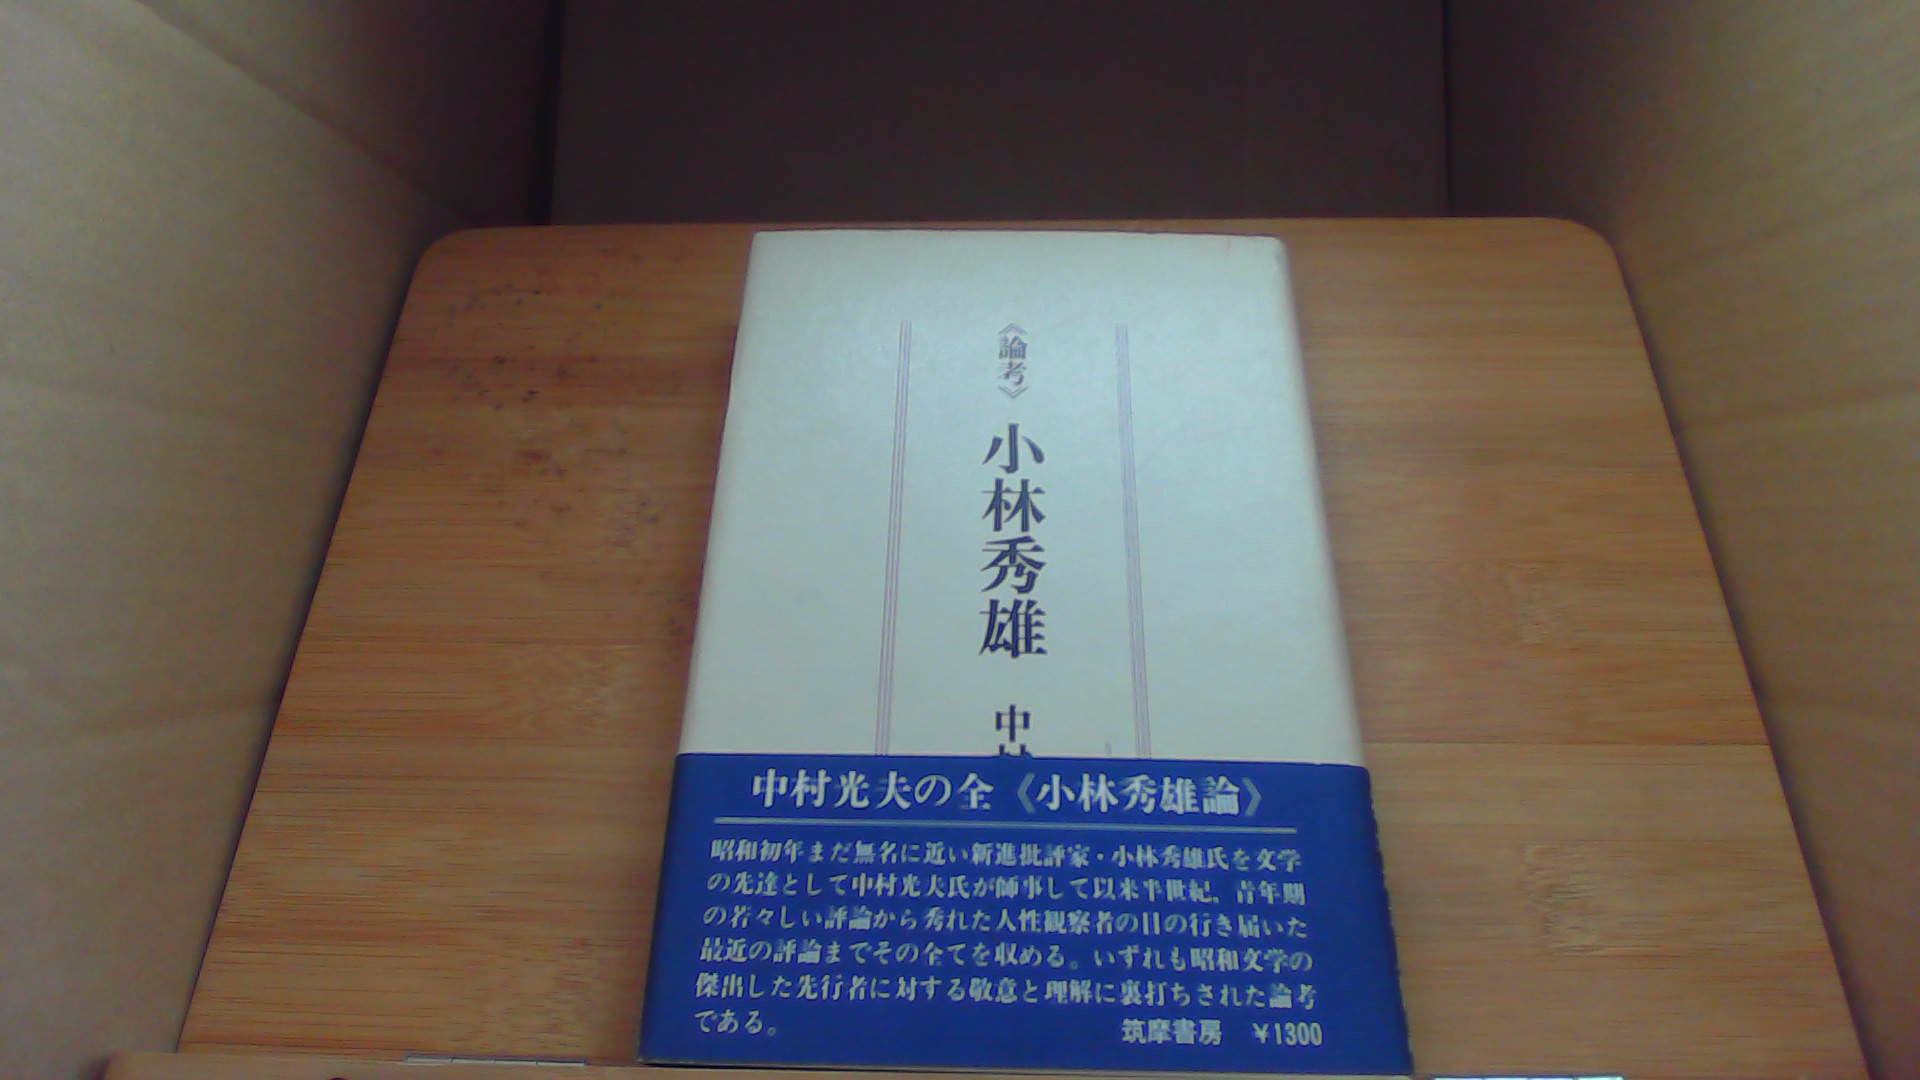 《論考》
小林秀雄
中村
中村光夫の全《小林秀雄論》
昭和初年まだ無名に近い新進批評家・小林秀雄氏を文学
の先達として中村光夫氏が師事して以来半世紀，青年期
の若々しい評論から秀れた人性観察者の目の行き届いた
最近の評論までその全てを収める。いずれも昭和文学の
傑出した先行者に対する敬意と理解に裏打ちされた論考
である。
筑摩書房 ¥1300